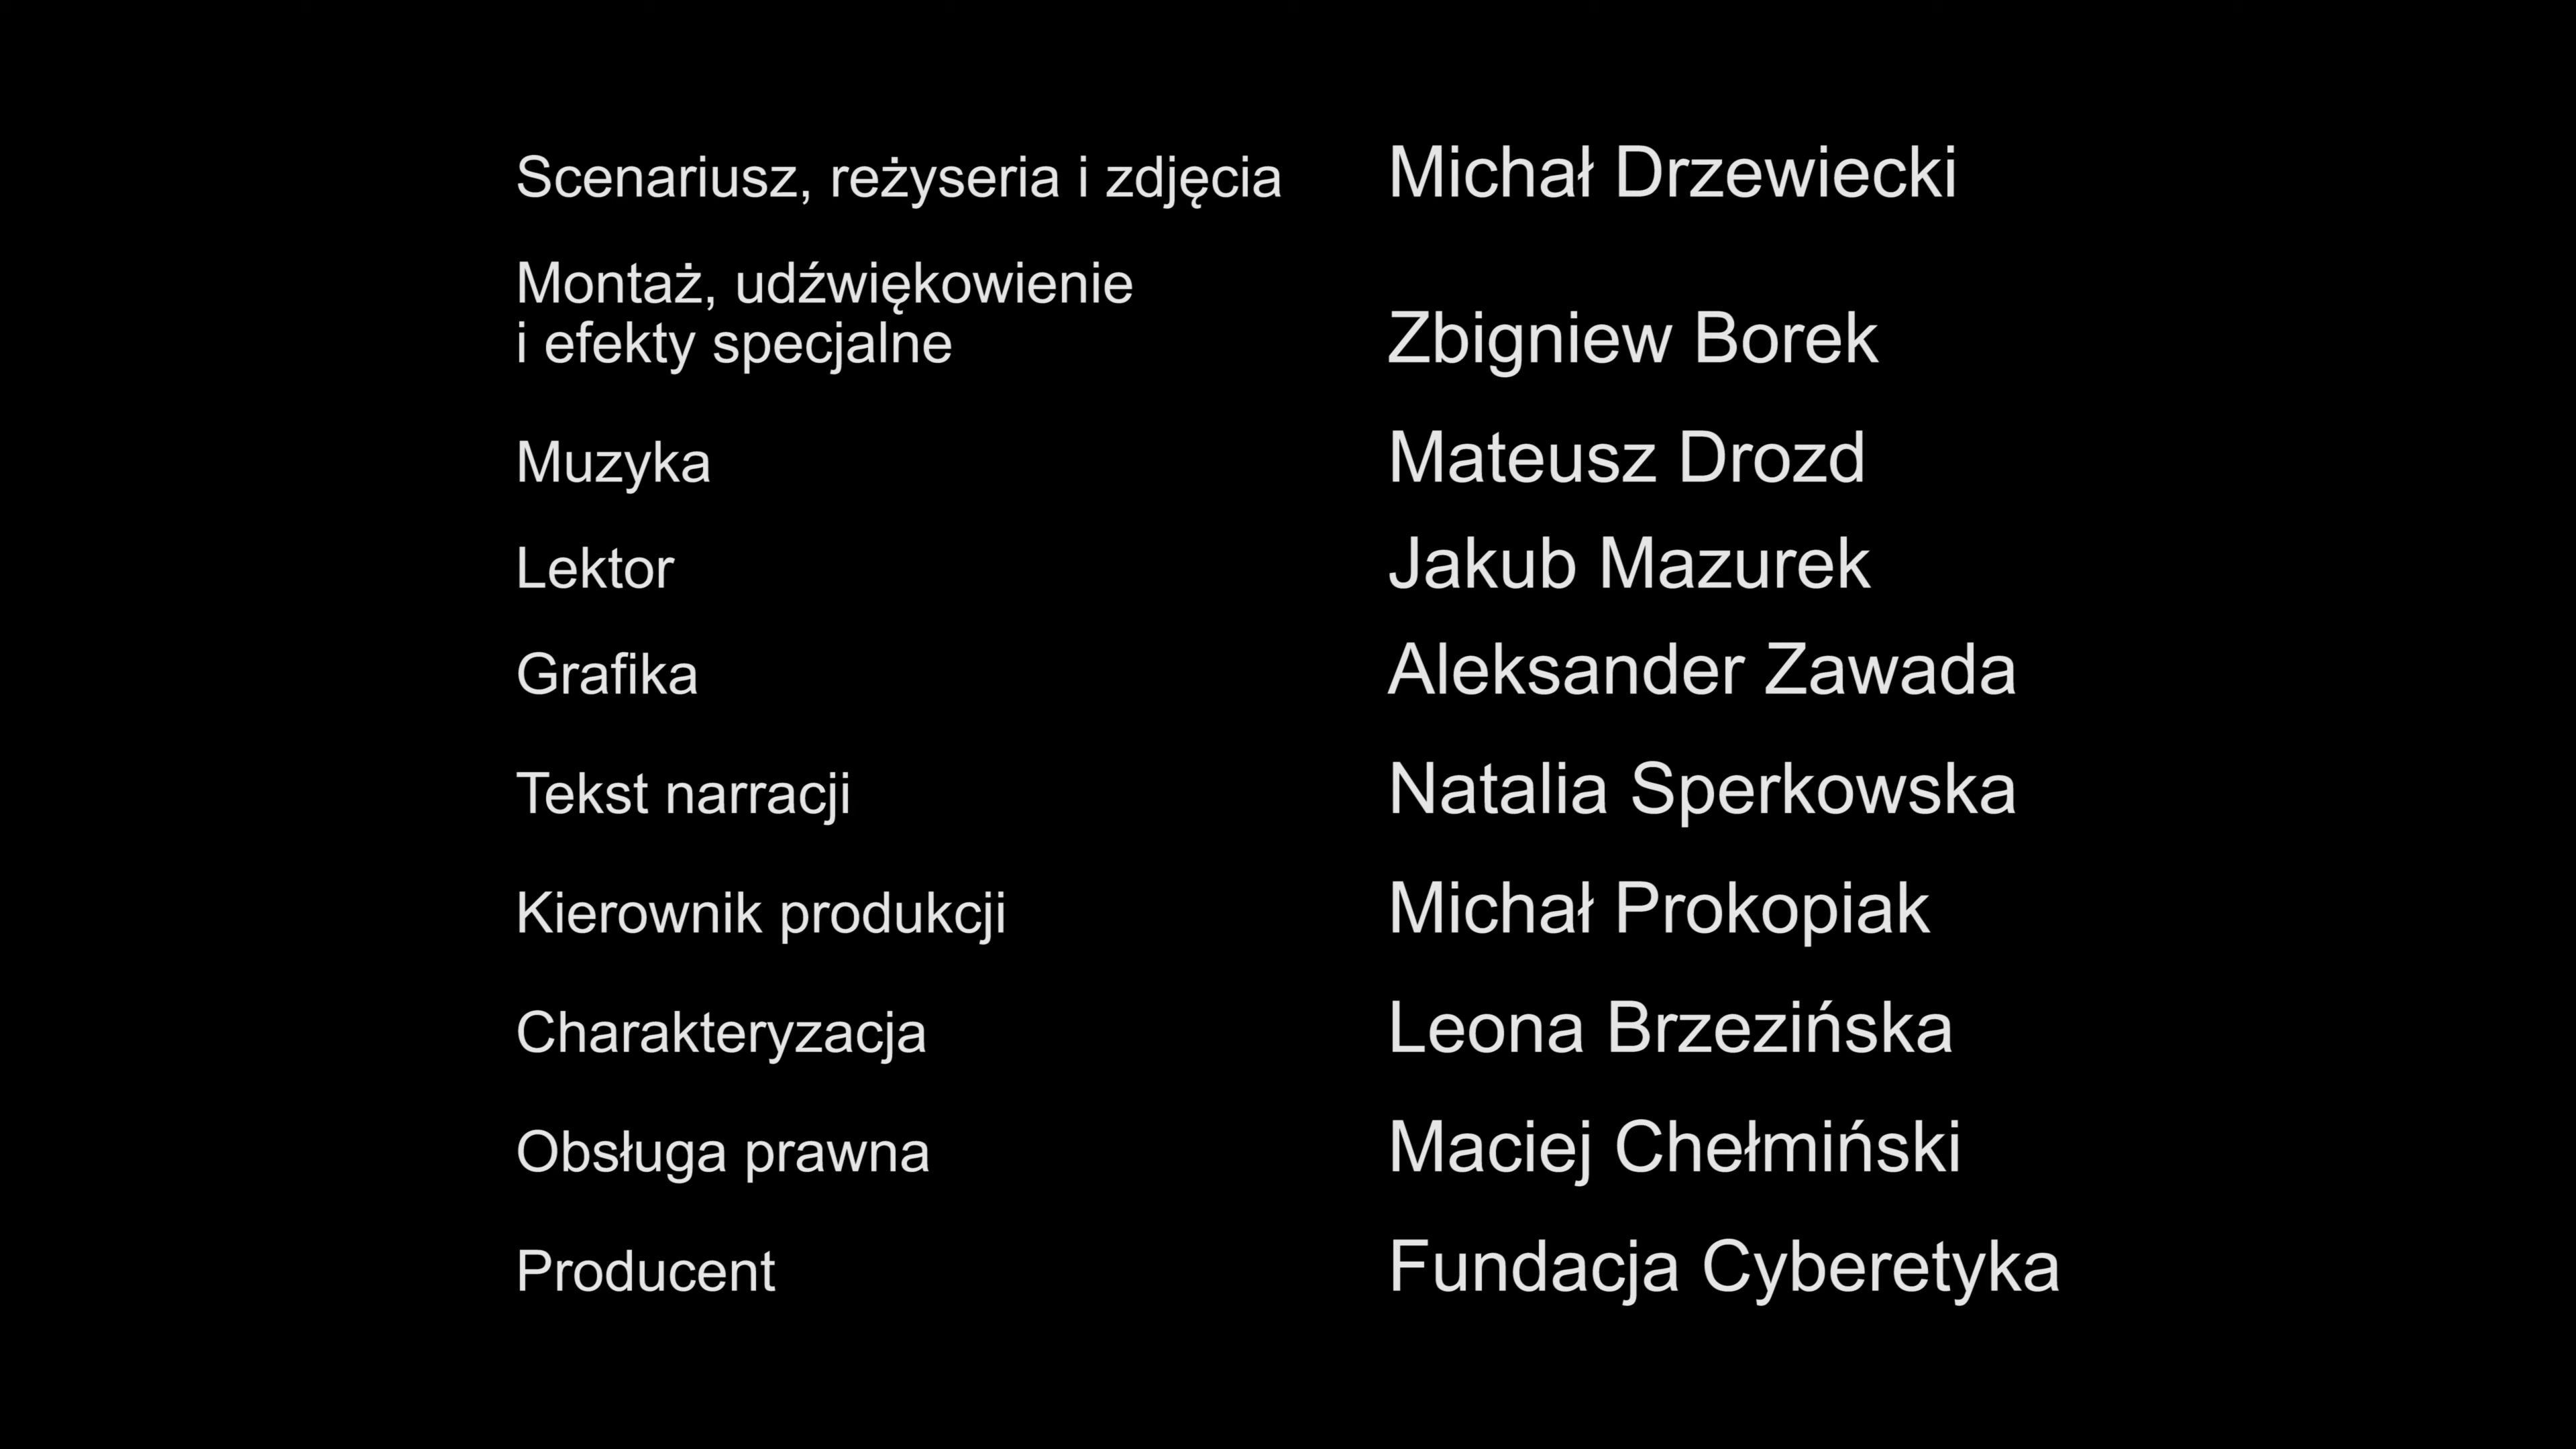 Scenariusz, reżyseria i zdjęcia Michał Drzewiecki
Montaż, udźwiękowienie
i efekty specjalne Zbigniew Borek
Muzyka Mateusz Drozd
Lektor Jakub Mazurek
Grafika Aleksander Zawada
Tekst narracji Natalia Sperkowska
Kierownik produkcji Michał Prokopiak
Charakteryzacja Leona Brzezińska
Obsługa prawna Maciej Chełmiński
Producent Fundacja Cyberetyka